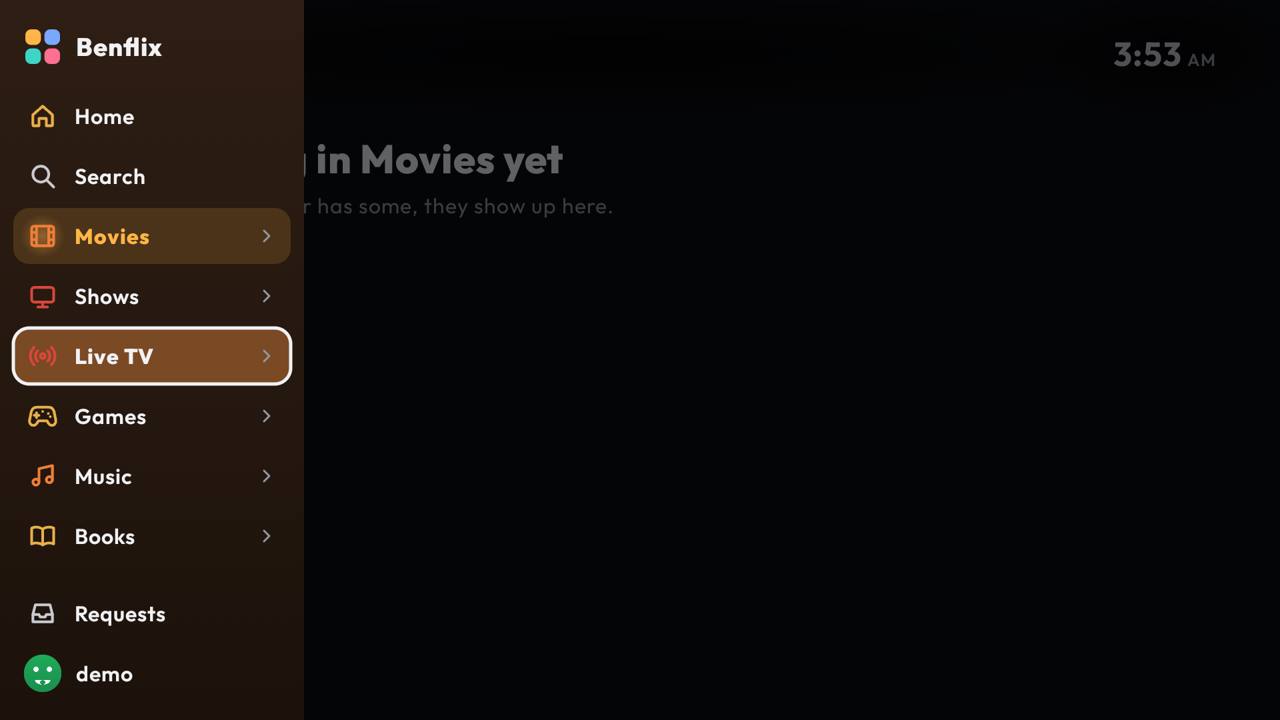 Benflix
3:53 AM
Home
in Movies yet
Search
has some, they show up here.
Movies
Shows
Live TV
Games
Music
Books
Requests
demo